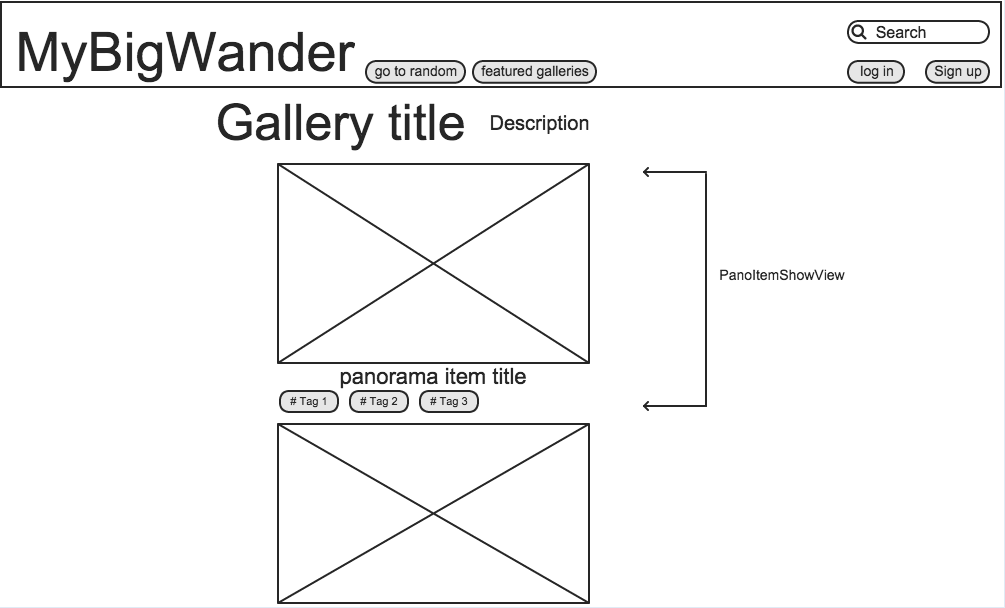 MyBigWander
go to random
featured galleries
Search
log in
Sign up
Gallery title
Description
PanoItemShowView
panorama item title
# Tag 1
# Tag 2
# Tag 3